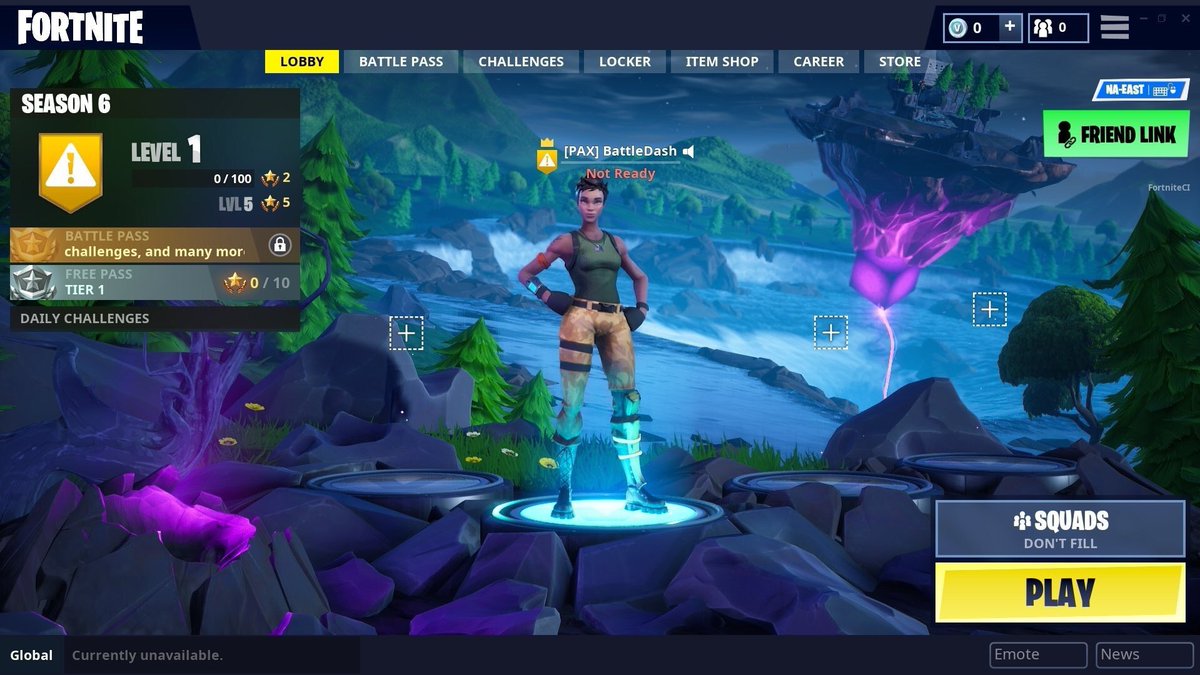 FORTNITE
0 +
0
LOBBY
BATTLE PASS
CHALLENGES
LOCKER
ITEM SHOP
CAREER
STORE
SEASON 6
LEVEL 1
0 / 100 2
LVL 5 5
BATTLE PASS
challenges, and many mor
FREE PASS
TIER 1
0 / 10
DAILY CHALLENGES
[PAX] BattleDash
Not Ready
NA-EAST
FRIEND LINK
FortniteCI
SQUADS
DON'T FILL
PLAY
Global
Currently unavailable.
Emote
News